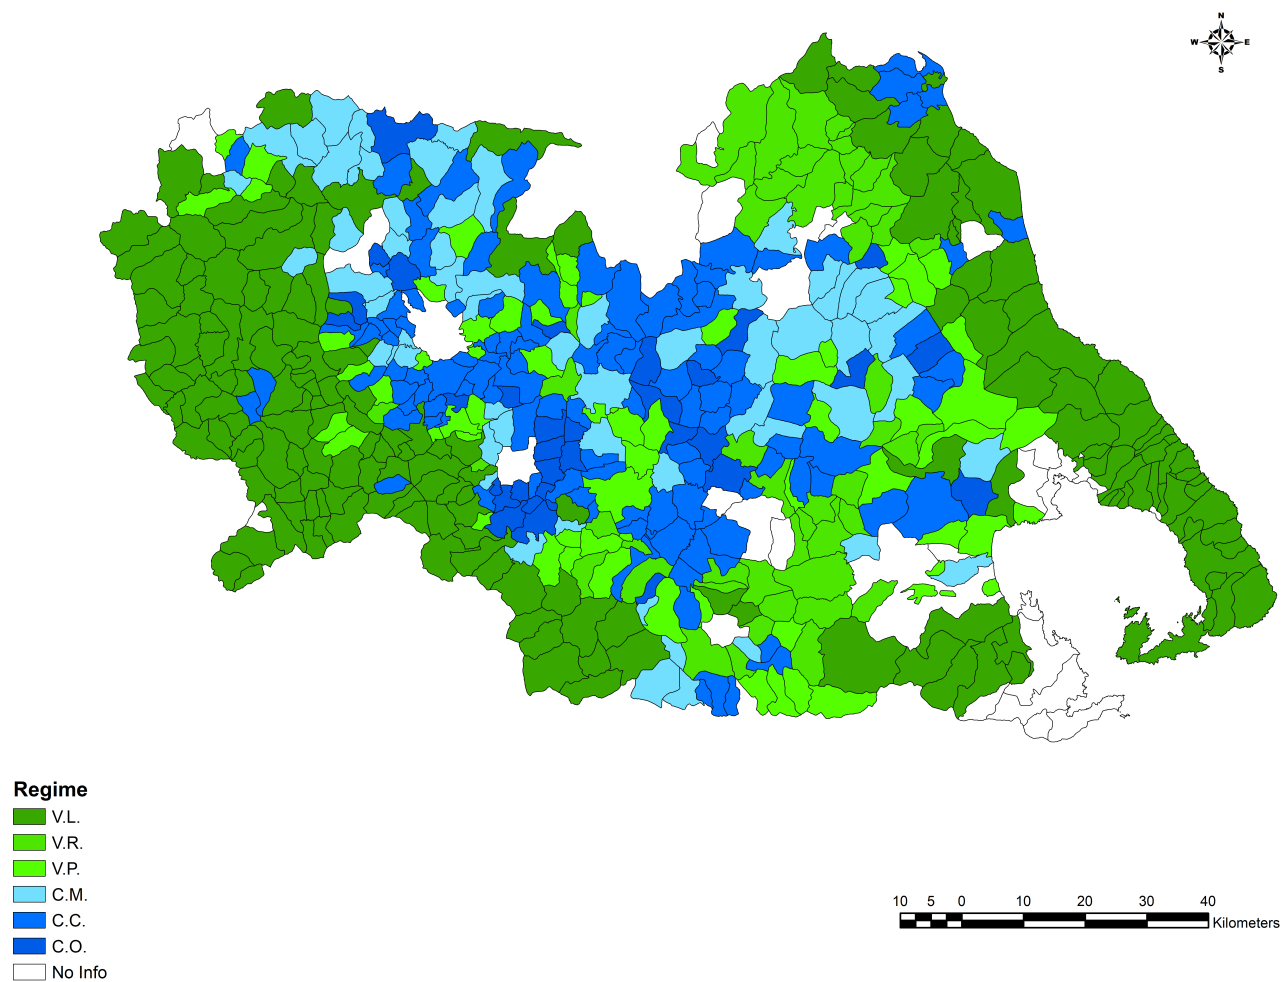 N
W E
S
Regime
V.L.
V.R.
V.P.
C.M.
C.C.
C.O.
No Info
10 5 0 10 20 30 40
Kilometers